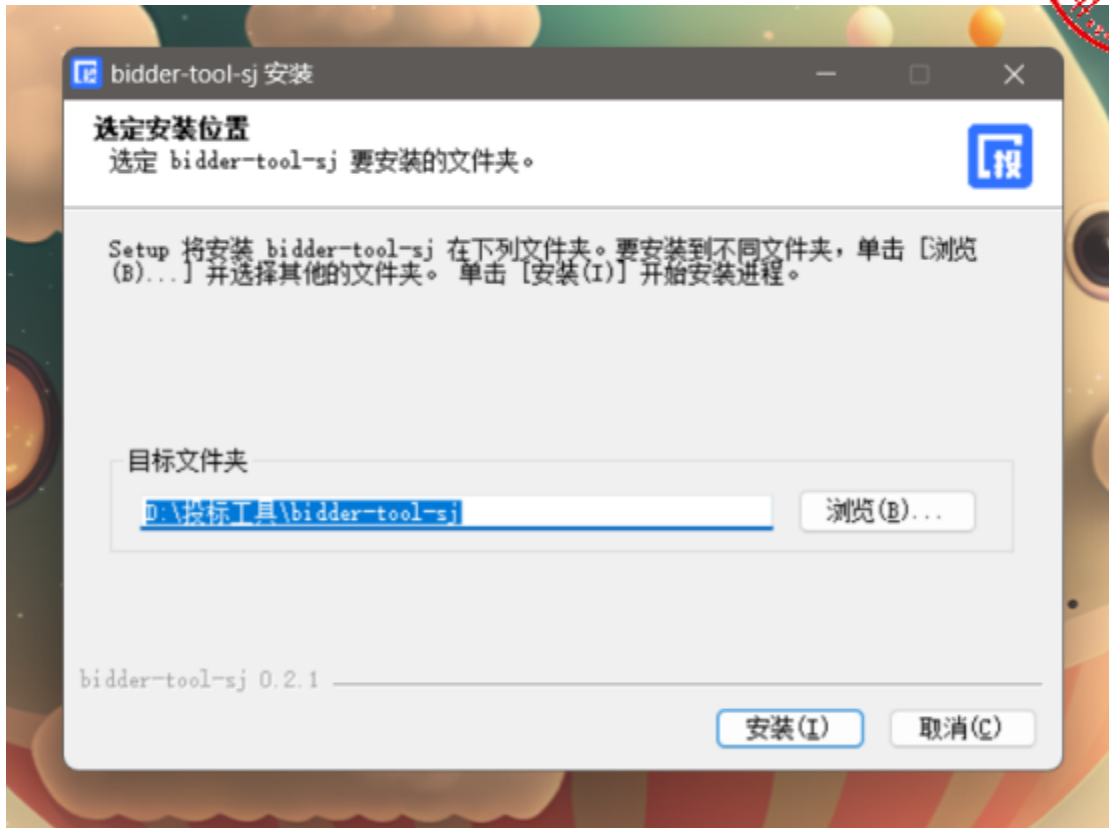 bidder-tool-sj 安装
选定安装位置
选定 bidder-tool-sj 要安装的文件夹。
投
Setup 将安装 bidder-tool-sj 在下列文件夹。要安装到不同文件夹，单击 [浏览
(B)...] 并选择其他的文件夹。 单击 [安装(I)] 开始安装进程。
目标文件夹
D:\投标工具\bidder-tool-sj
浏览(B)...
bidder-tool-sj 0.2.1
安装(I)
取消(C)